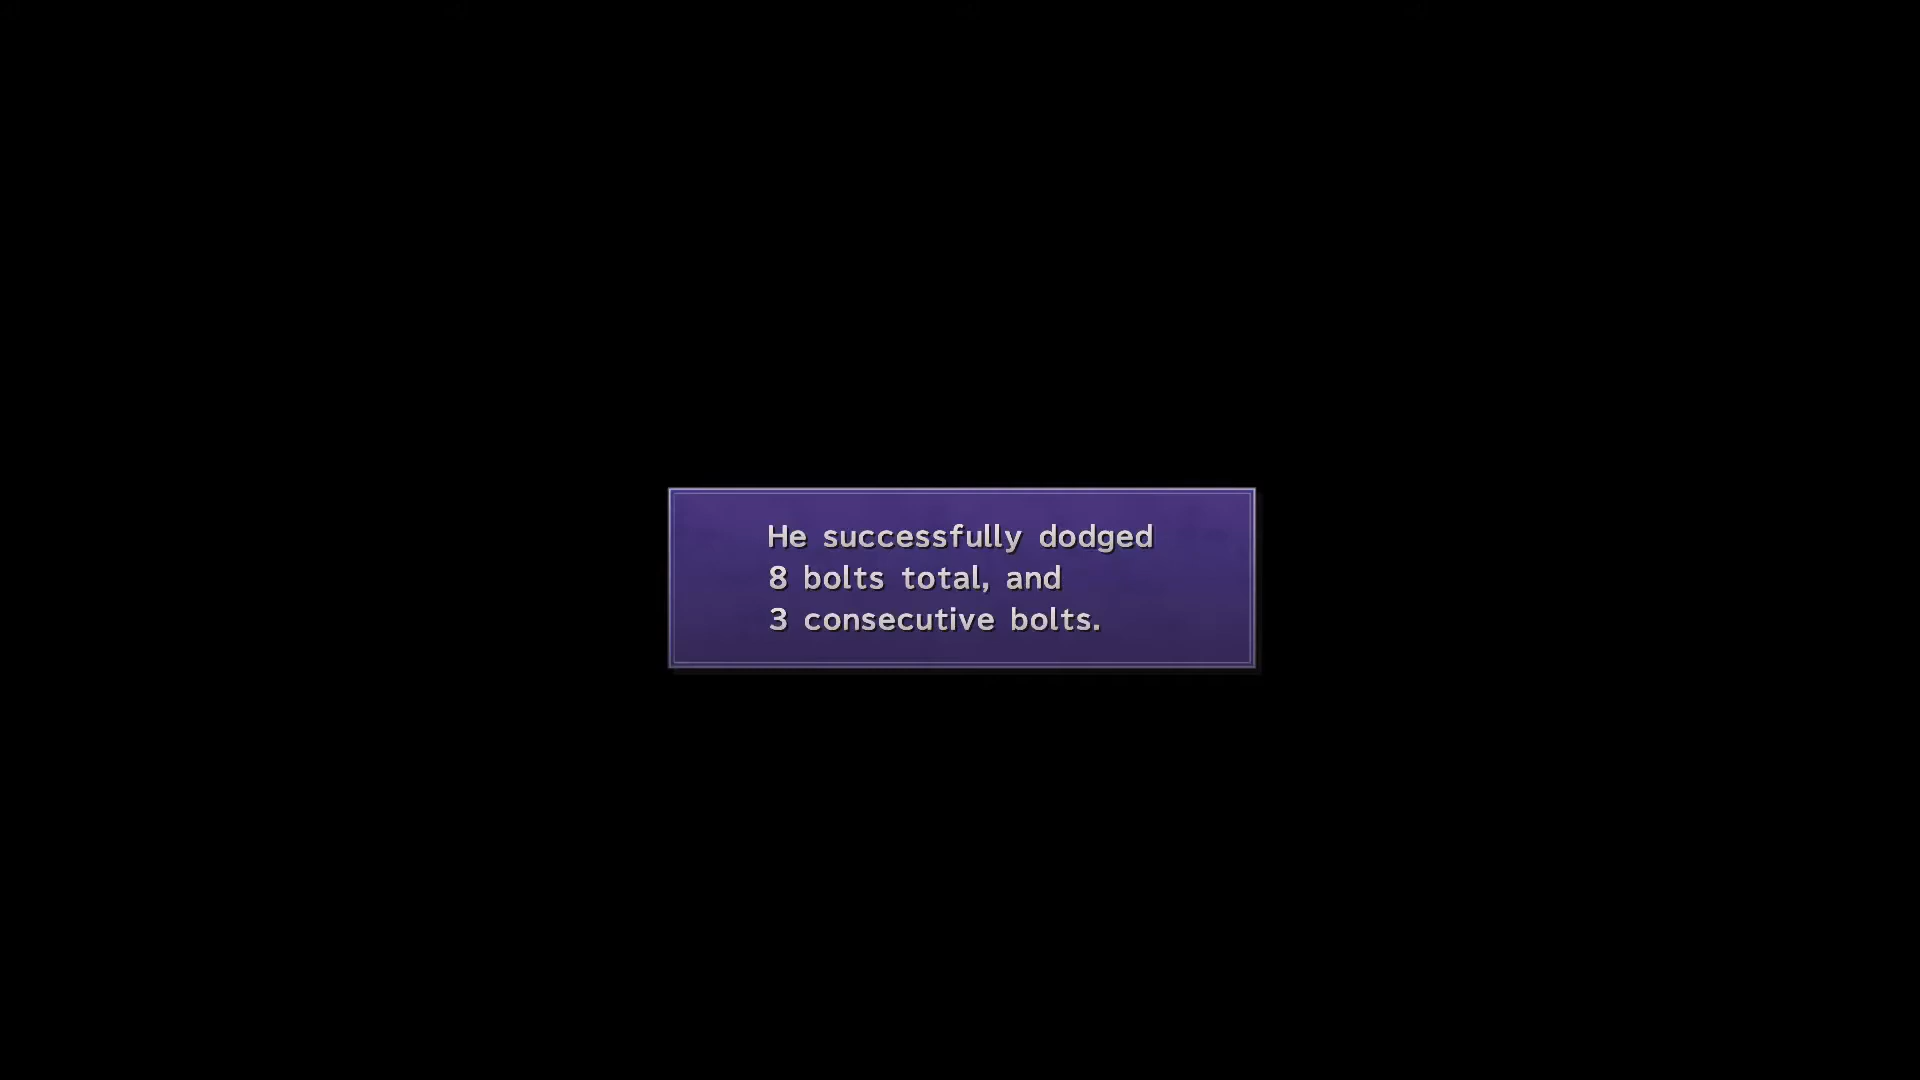 He successfully dodged
8 bolts total, and
3 consecutive bolts.